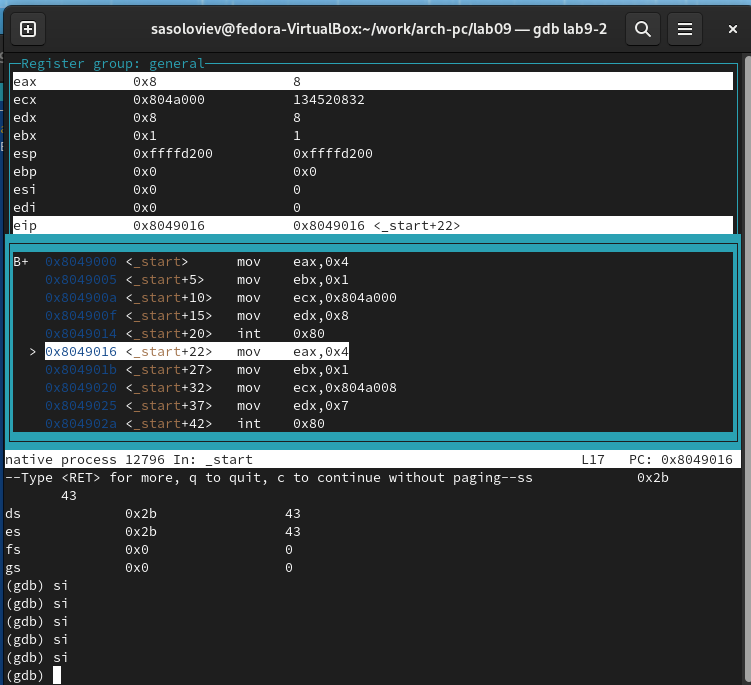 sasoloviev@fedora-VirtualBox:~/work/arch-pc/lab09 — gdb lab9-2
Register group: general
eax 0x8 8
ecx 0x804a000 134520832
edx 0x8 8
ebx 0x1 1
esp 0xffffd200 0xffffd200
ebp 0x0 0x0
esi 0x0 0
edi 0x0 0
eip 0x8049016 0x8049016 <_start+22>
B+ 0x8049000 <_start> mov eax,0x4
0x8049005 <_start+5> mov ebx,0x1
0x804900a <_start+10> mov ecx,0x804a000
0x804900f <_start+15> mov edx,0x8
0x8049014 <_start+20> int 0x80
> 0x8049016 <_start+22> mov eax,0x4
0x804901b <_start+27> mov ebx,0x1
0x8049020 <_start+32> mov ecx,0x804a008
0x8049025 <_start+37> mov edx,0x7
0x804902a <_start+42> int 0x80
native process 12796 In: _start L17 PC: 0x8049016
--Type <RET> for more, q to quit, c to continue without paging--ss 0x2b
43
ds 0x2b 43
es 0x2b 43
fs 0x0 0
gs 0x0 0
(gdb) si
(gdb) si
(gdb) si
(gdb) si
(gdb) si
(gdb)